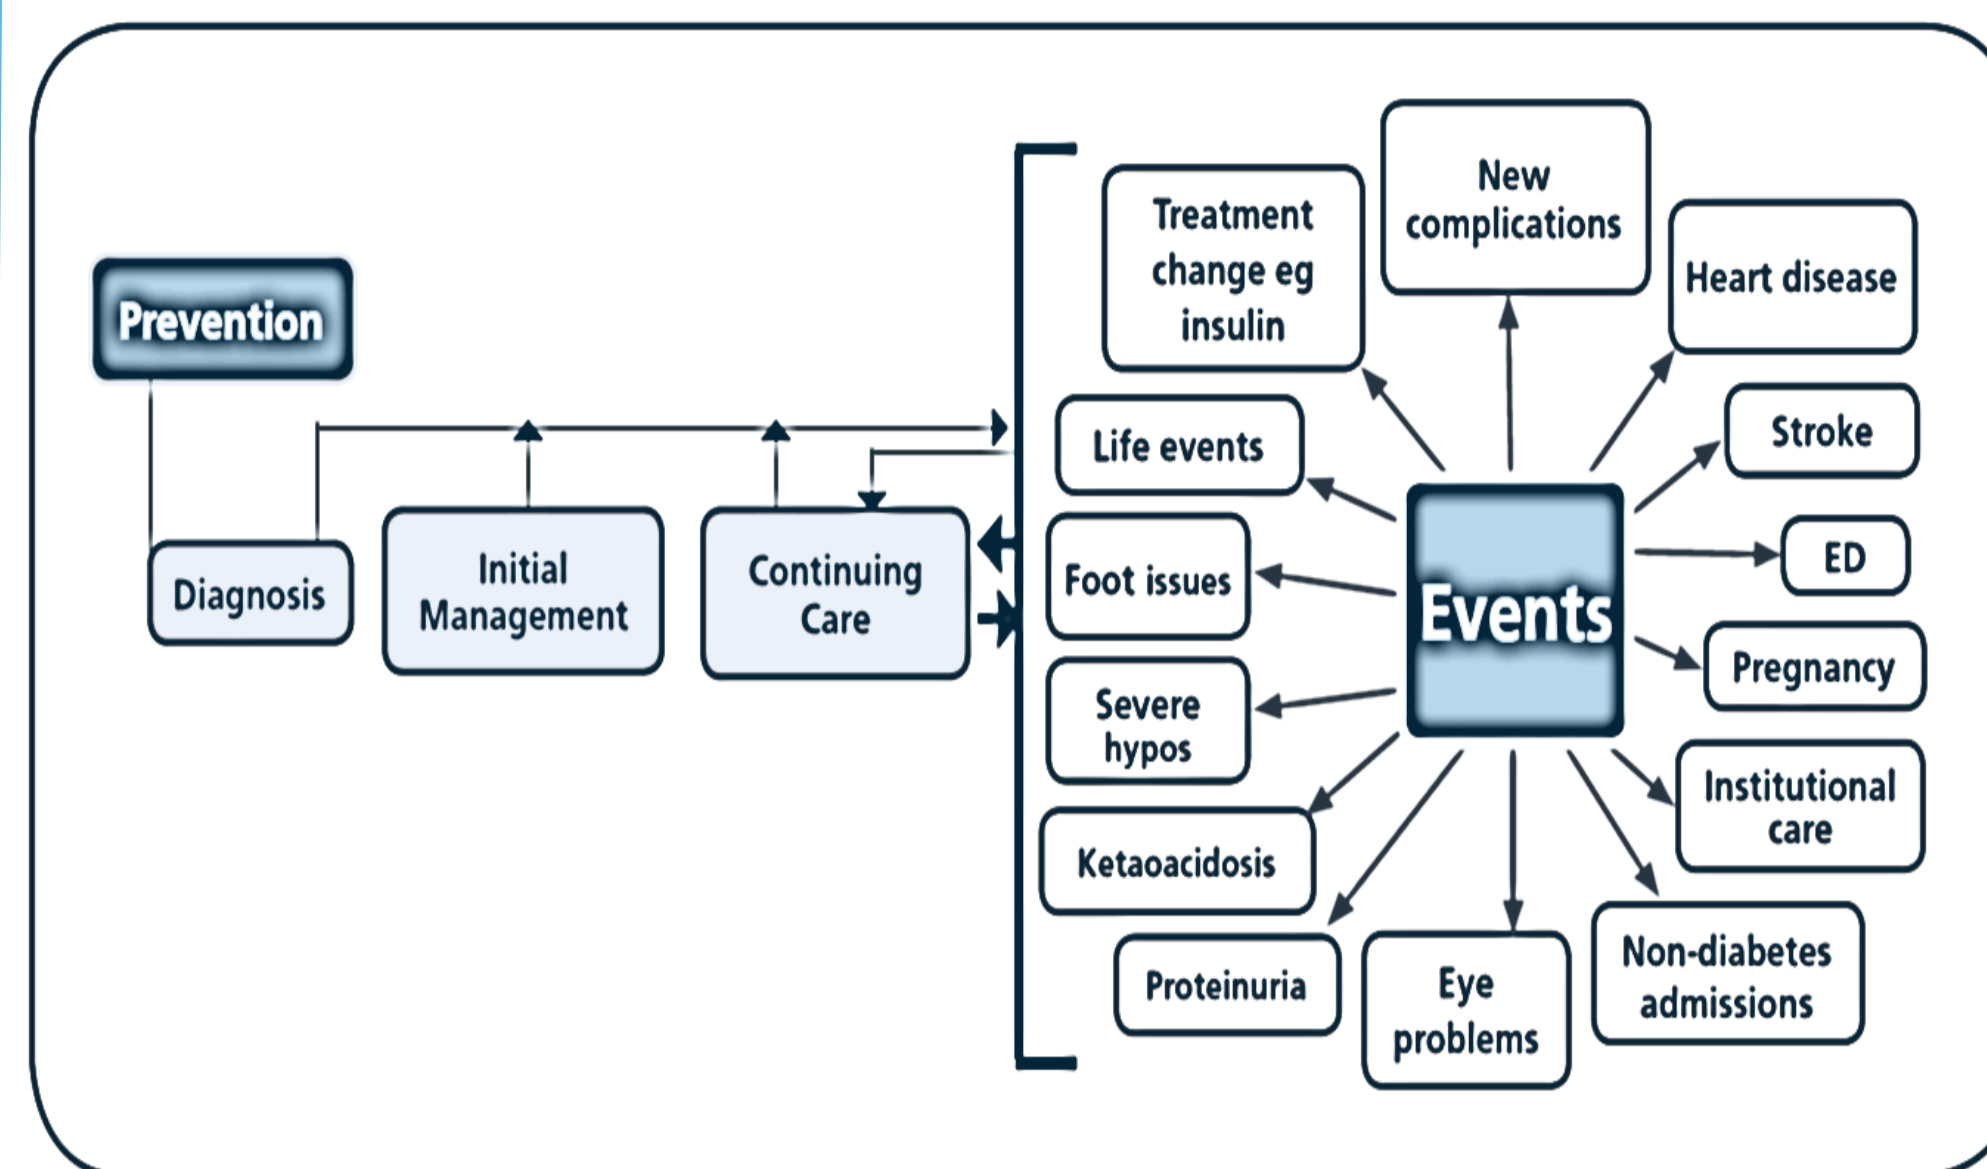 Prevention
Diagnosis
Initial
Management
Continuing
Care
Treatment
change eg
insulin
New
complications
Heart disease
Life events
Stroke
Foot issues
ED
Events
Pregnancy
Severe
hypos
Institutional
care
Ketaoacidosis
Proteinuria
Eye
problems
Non-diabetes
admissions